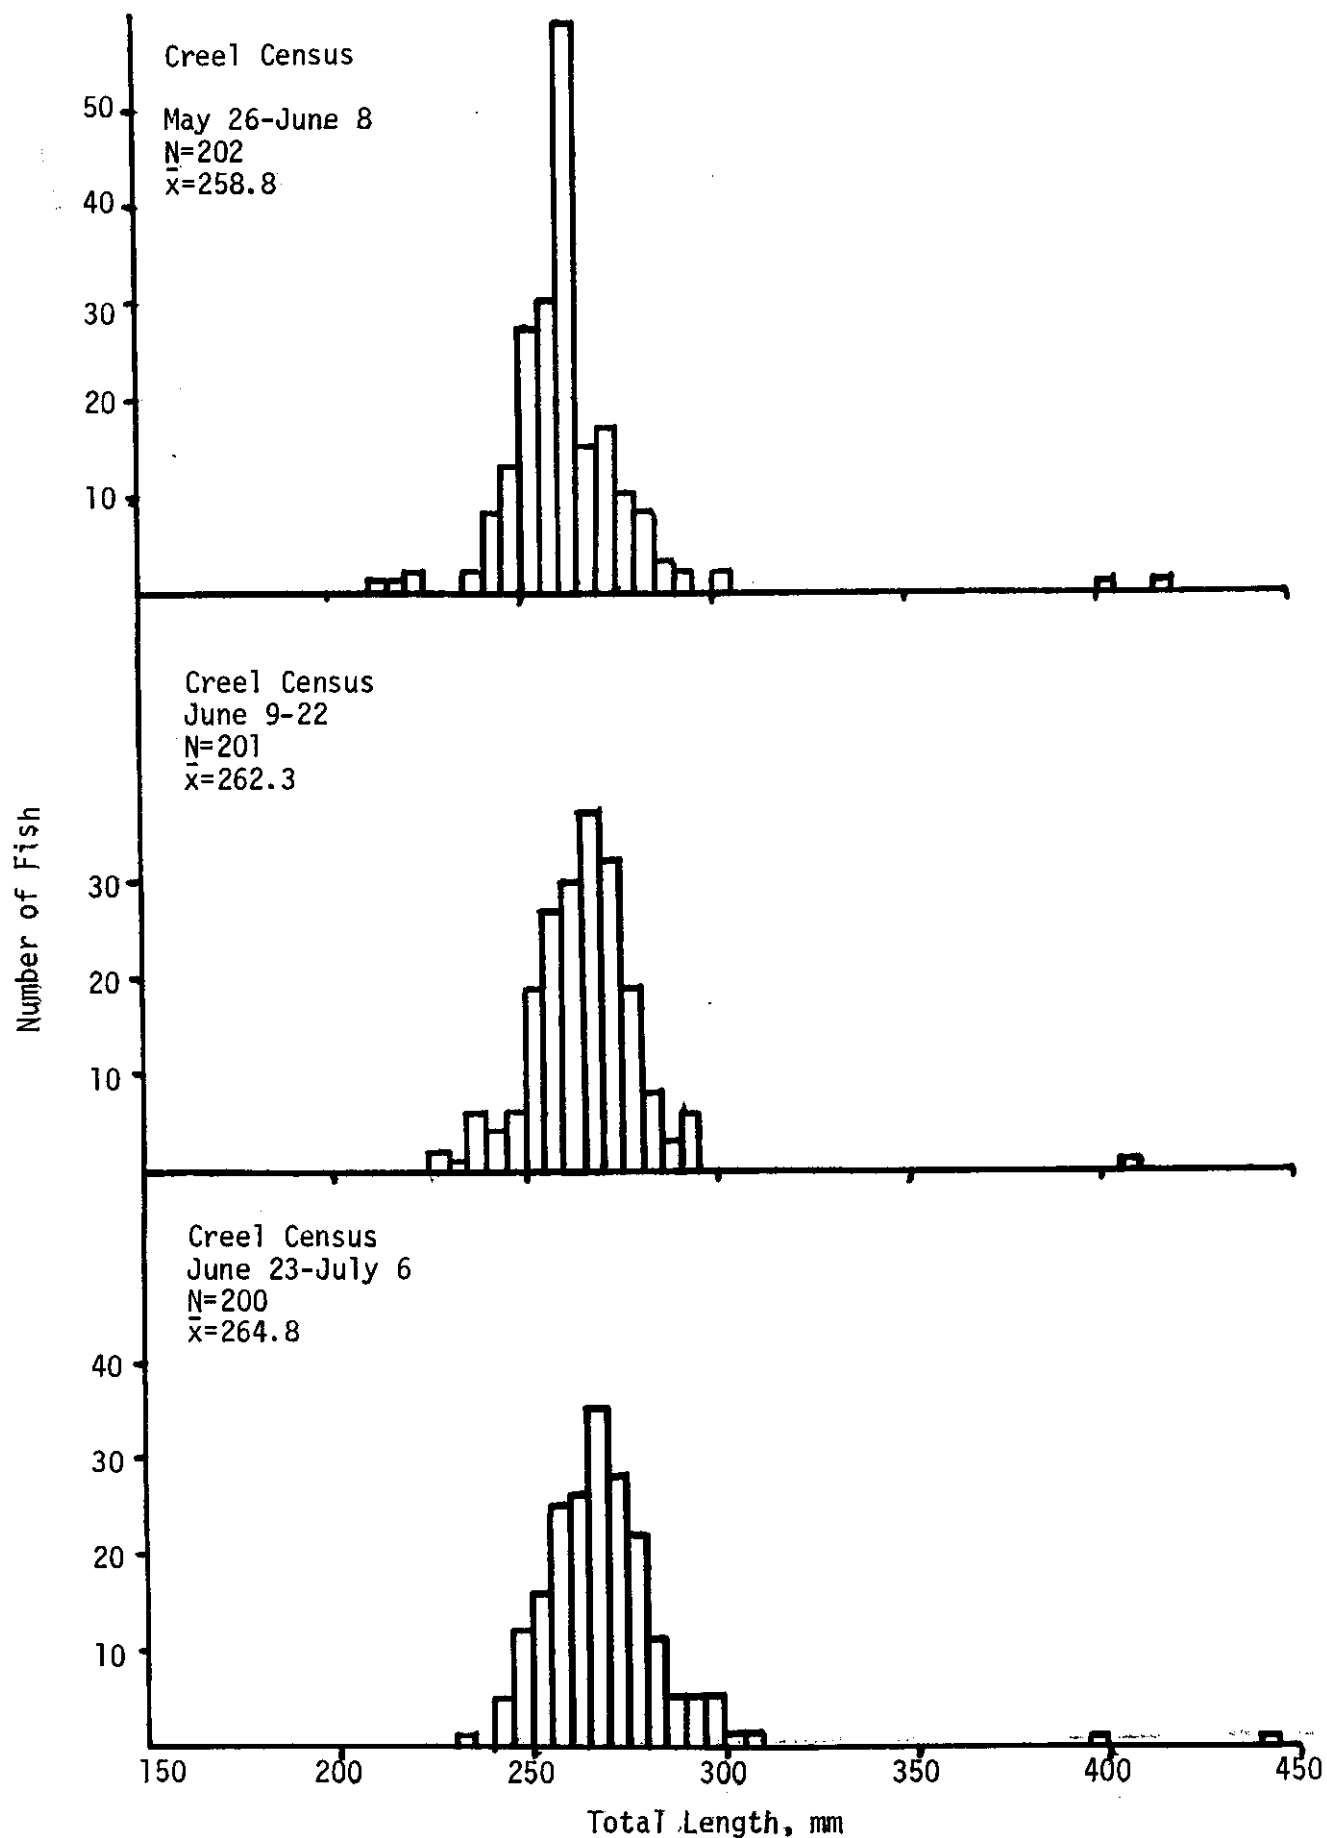 Creel Census
May 26-June 8
N=202
x̄=258.8
50
40
30
20
10
Creel Census
June 9-22
N=201
x̄=262.3
30
20
10
Number of Fish
Creel Census
June 23-July 6
N=200
x̄=264.8
40
30
20
10
150 200 250 300 350 400 450
Total Length, mm